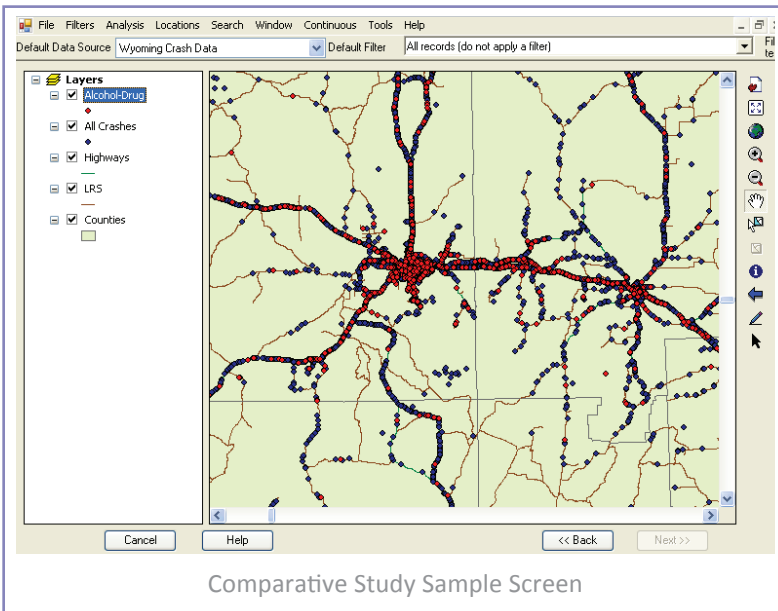 File Filters Analysis Locations Search Window Continuous Tools Help
Default Data Source Wyoming Crash Data Default Filter All records (do not apply a filter) Fil
te
Layers
Alcohol-Drug
All Crashes
Highways
LRS
Counties
Cancel Help << Back Next >>
Comparative Study Sample Screen